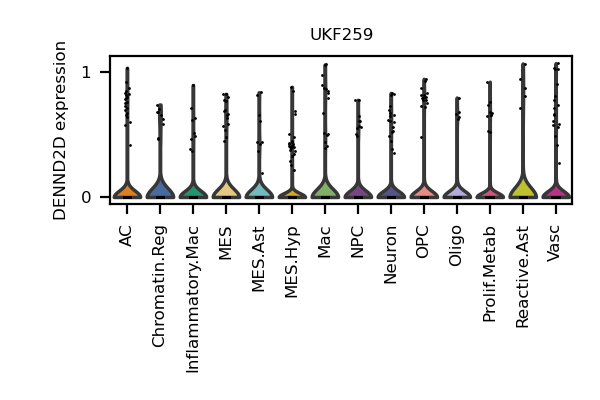 UKF259
DENND2D expression
1
0
AC
Chromatin.Reg
Inflammatory.Mac
MES
MES.Ast
MES.Hyp
Mac
NPC
Neuron
OPC
Oligo
Prolif.Metab
Reactive.Ast
Vasc